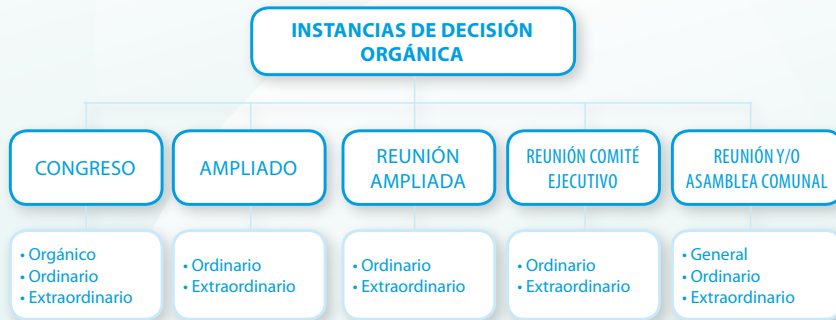 INSTANCIAS DE DECISIÓN
ORGÁNICA
CONGRESO
AMPLIADO
REUNIÓN
AMPLIADA
REUNIÓN COMITÉ
EJECUTIVO
REUNIÓN Y/O
ASAMBLEA COMUNAL
• Orgánico
• Ordinario
• Extraordinario
• Ordinario
• Extraordinario
• Ordinario
• Extraordinario
• Ordinario
• Extraordinario
• General
• Ordinario
• Extraordinario